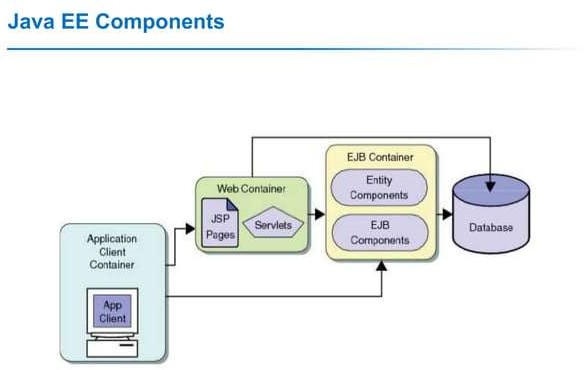 Java EE Components
EJB Container
Entity
Components
EJB
Components
Web Container
JSP
Pages
Servlets
Database
Application
Client
Container
App
Client